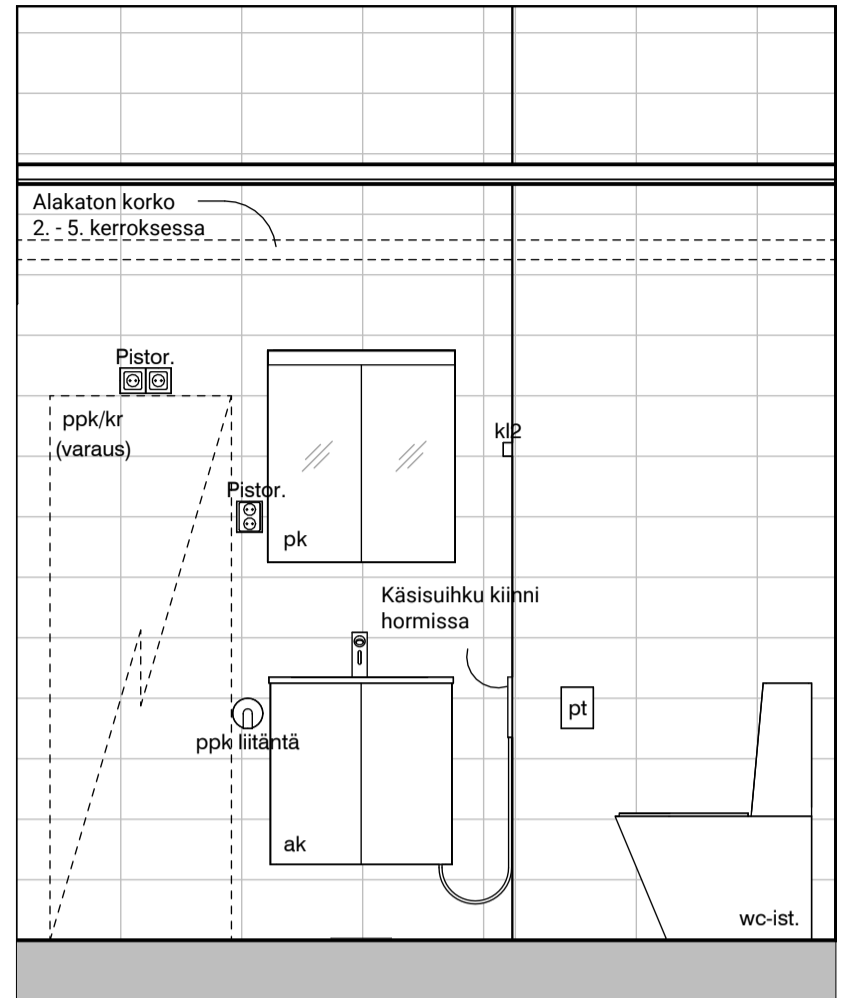 Alakaton korko
2. - 5. kerroksessa
Pistor.
ppk/kr
(varaus)
kl2
Pistor.
pk
Käsisuihku kiinni
hormissa
pt
ppk liitäntä
ak
wc-ist.